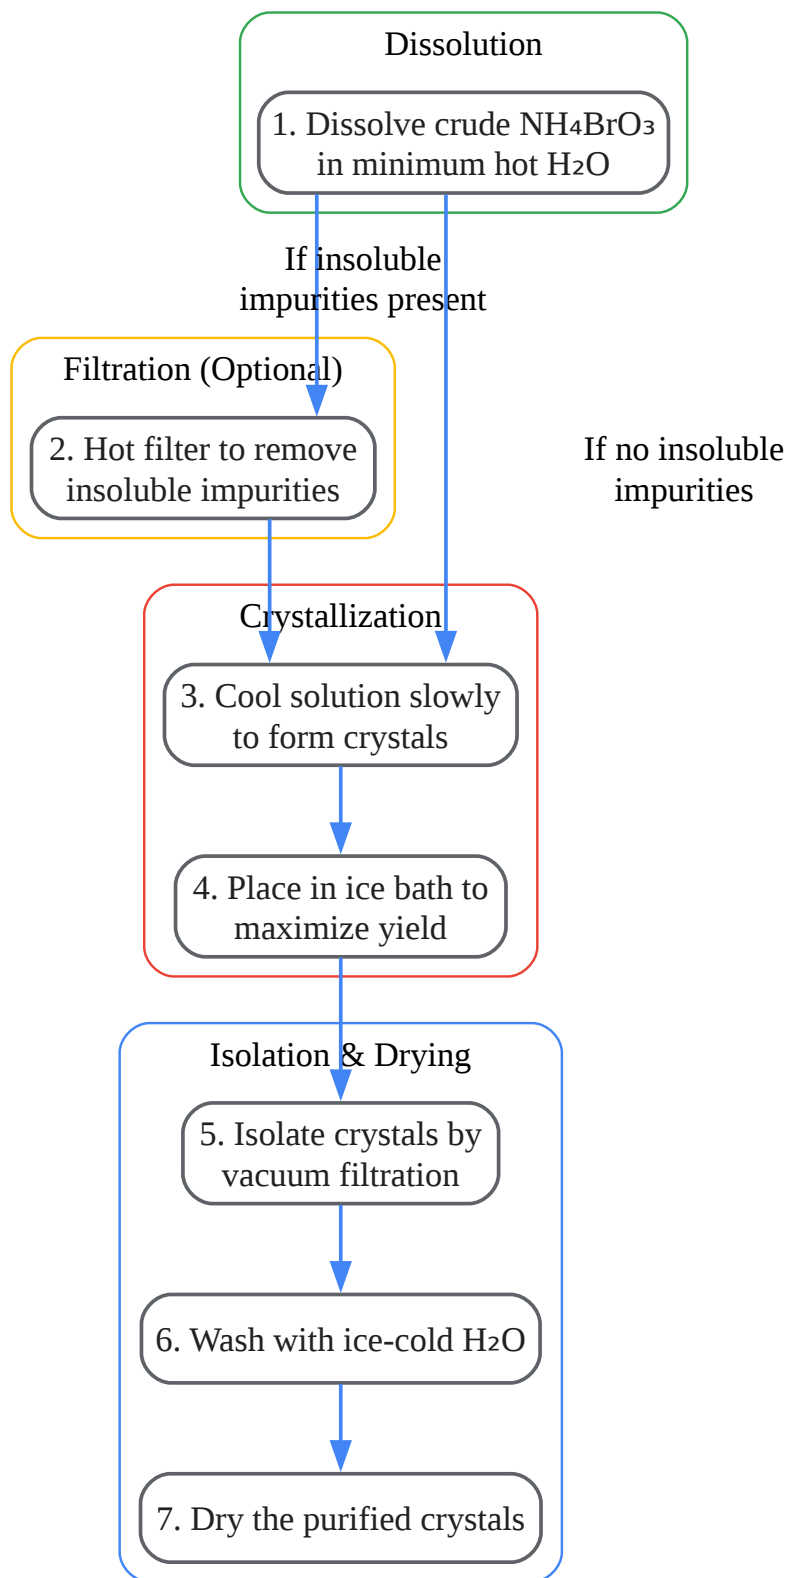 Dissolution
1. Dissolve crude NH₄BrO₃
in minimum hot H₂O
If insoluble
impurities present
Filtration (Optional)
2. Hot filter to remove
insoluble impurities
If no insoluble
impurities
Crystallization
3. Cool solution slowly
to form crystals
4. Place in ice bath to
maximize yield
Isolation & Drying
5. Isolate crystals by
vacuum filtration
6. Wash with ice-cold H₂O
7. Dry the purified crystals